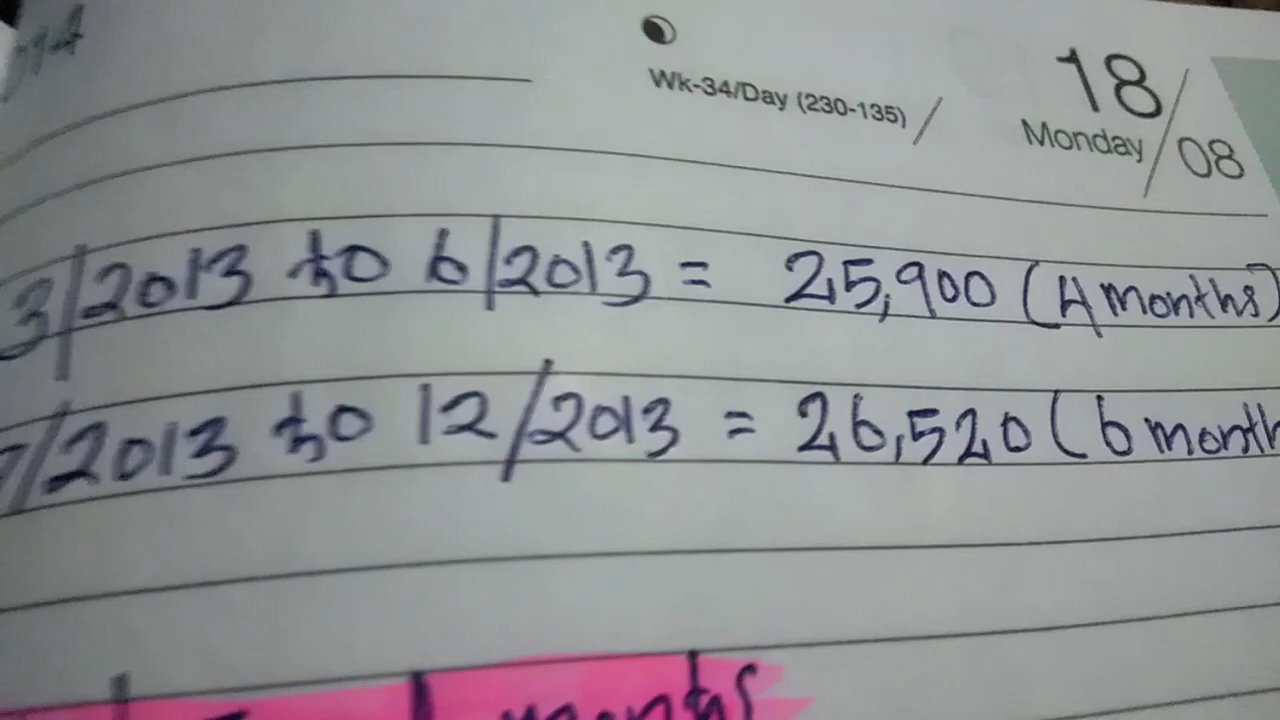 Wk-34/Day (230-135)
18/08
Monday
3/2013 to 6/2013 = 25,900 (4 months)
7/2013 to 12/2013 = 26,520 (6 month
months